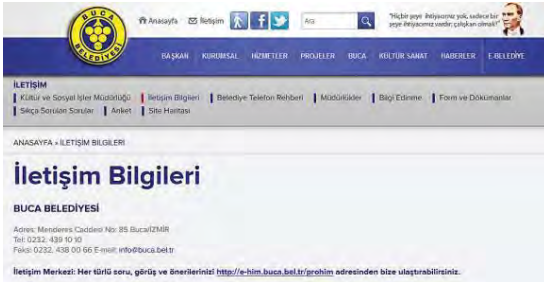 BUCA
BELEDİYESİ
Anasayfa İletişim Ara
"Hiçbir şeye ihtiyacımız yok, sadece bir
şeye ihtiyacımız vardır; çalışkan olmak!"
BAŞKAN KURUMSAL HİZMETLER PROJELER BUCA KÜLTÜR SANAT HABERLER E-BELEDİYE
İLETİŞİM
Kültür ve Sosyal İşler Müdürlüğü İletişim Bilgileri Belediye Telefon Rehberi Müdürlükler Bilgi Edinme Form ve Dökümanlar
Sıkça Sorulan Sorular Anket Site Haritası
ANASAYFA » İLETİŞİM BİLGİLERİ
İletişim Bilgileri
BUCA BELEDİYESİ
Adres: Menderes Caddesi No: 85 Buca/İZMİR
Tel: 0232. 439 10 10
Faks: 0232. 438 00 66 E-mail: info@buca.bel.tr
İletişim Merkezi: Her türlü soru, görüş ve önerilerinizi http://e-him.buca.bel.tr/prohim adresinden bize ulaştırabilirsiniz.